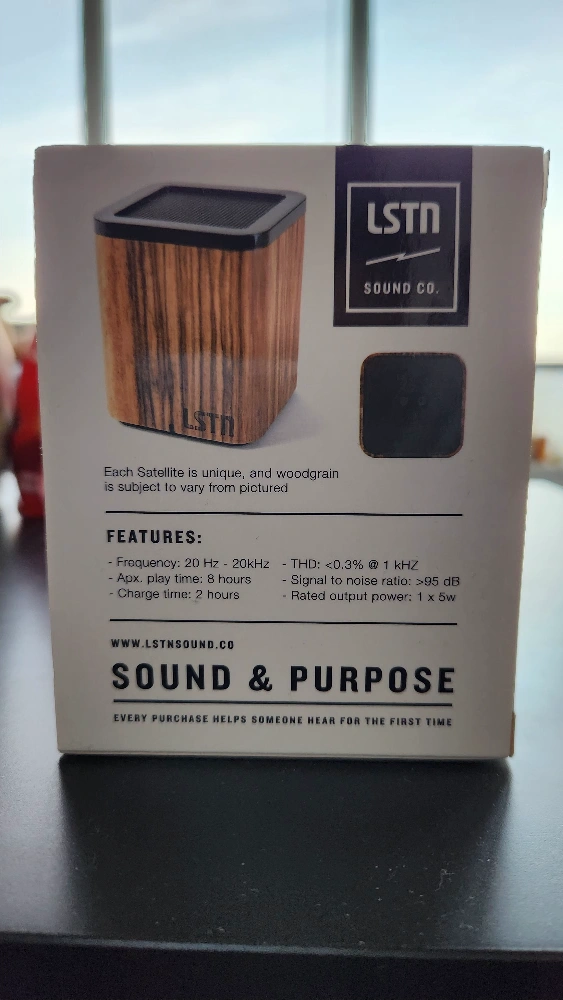 LSTN
SOUND CO.
LSTN
Each Satellite is unique, and woodgrain
is subject to vary from pictured
FEATURES:
- Frequency: 20 Hz - 20kHz
- Apx. play time: 8 hours
- Charge time: 2 hours
- THD: <0.3% @ 1 kHZ
- Signal to noise ratio: >95 dB
- Rated output power: 1 x 5w
WWW.LSTNSOUND.CO
SOUND & PURPOSE
EVERY PURCHASE HELPS SOMEONE HEAR FOR THE FIRST TIME